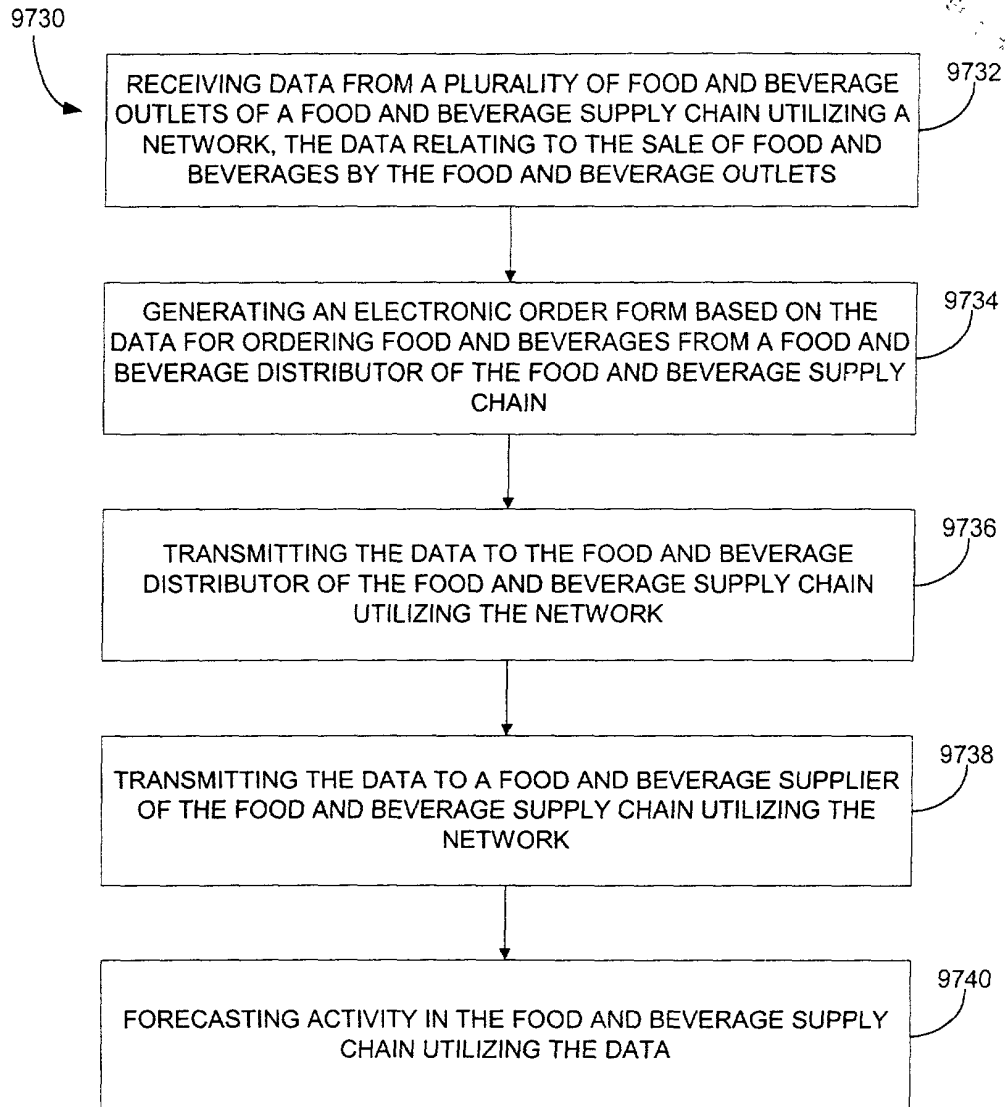 9730
RECEIVING DATA FROM A PLURALITY OF FOOD AND BEVERAGE
OUTLETS OF A FOOD AND BEVERAGE SUPPLY CHAIN UTILIZING A
NETWORK, THE DATA RELATING TO THE SALE OF FOOD AND
BEVERAGES BY THE FOOD AND BEVERAGE OUTLETS
9732
GENERATING AN ELECTRONIC ORDER FORM BASED ON THE
DATA FOR ORDERING FOOD AND BEVERAGES FROM A FOOD AND
BEVERAGE DISTRIBUTOR OF THE FOOD AND BEVERAGE SUPPLY
CHAIN
9734
TRANSMITTING THE DATA TO THE FOOD AND BEVERAGE
DISTRIBUTOR OF THE FOOD AND BEVERAGE SUPPLY CHAIN
UTILIZING THE NETWORK
9736
TRANSMITTING THE DATA TO A FOOD AND BEVERAGE SUPPLIER
OF THE FOOD AND BEVERAGE SUPPLY CHAIN UTILIZING THE
NETWORK
9738
FORECASTING ACTIVITY IN THE FOOD AND BEVERAGE SUPPLY
CHAIN UTILIZING THE DATA
9740